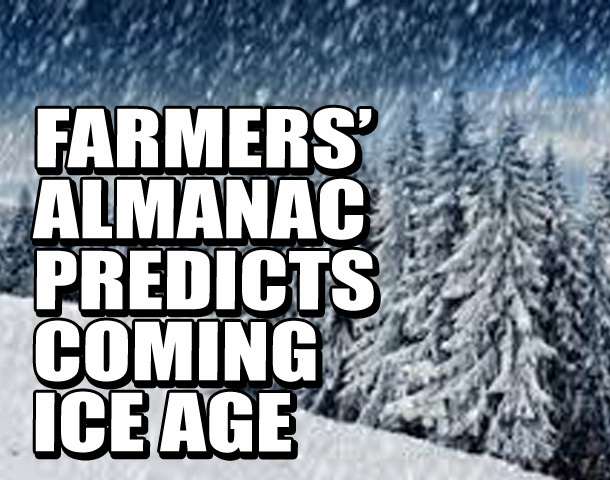 FARMERS’
ALMANAC
PREDICTS
COMING
ICE AGE